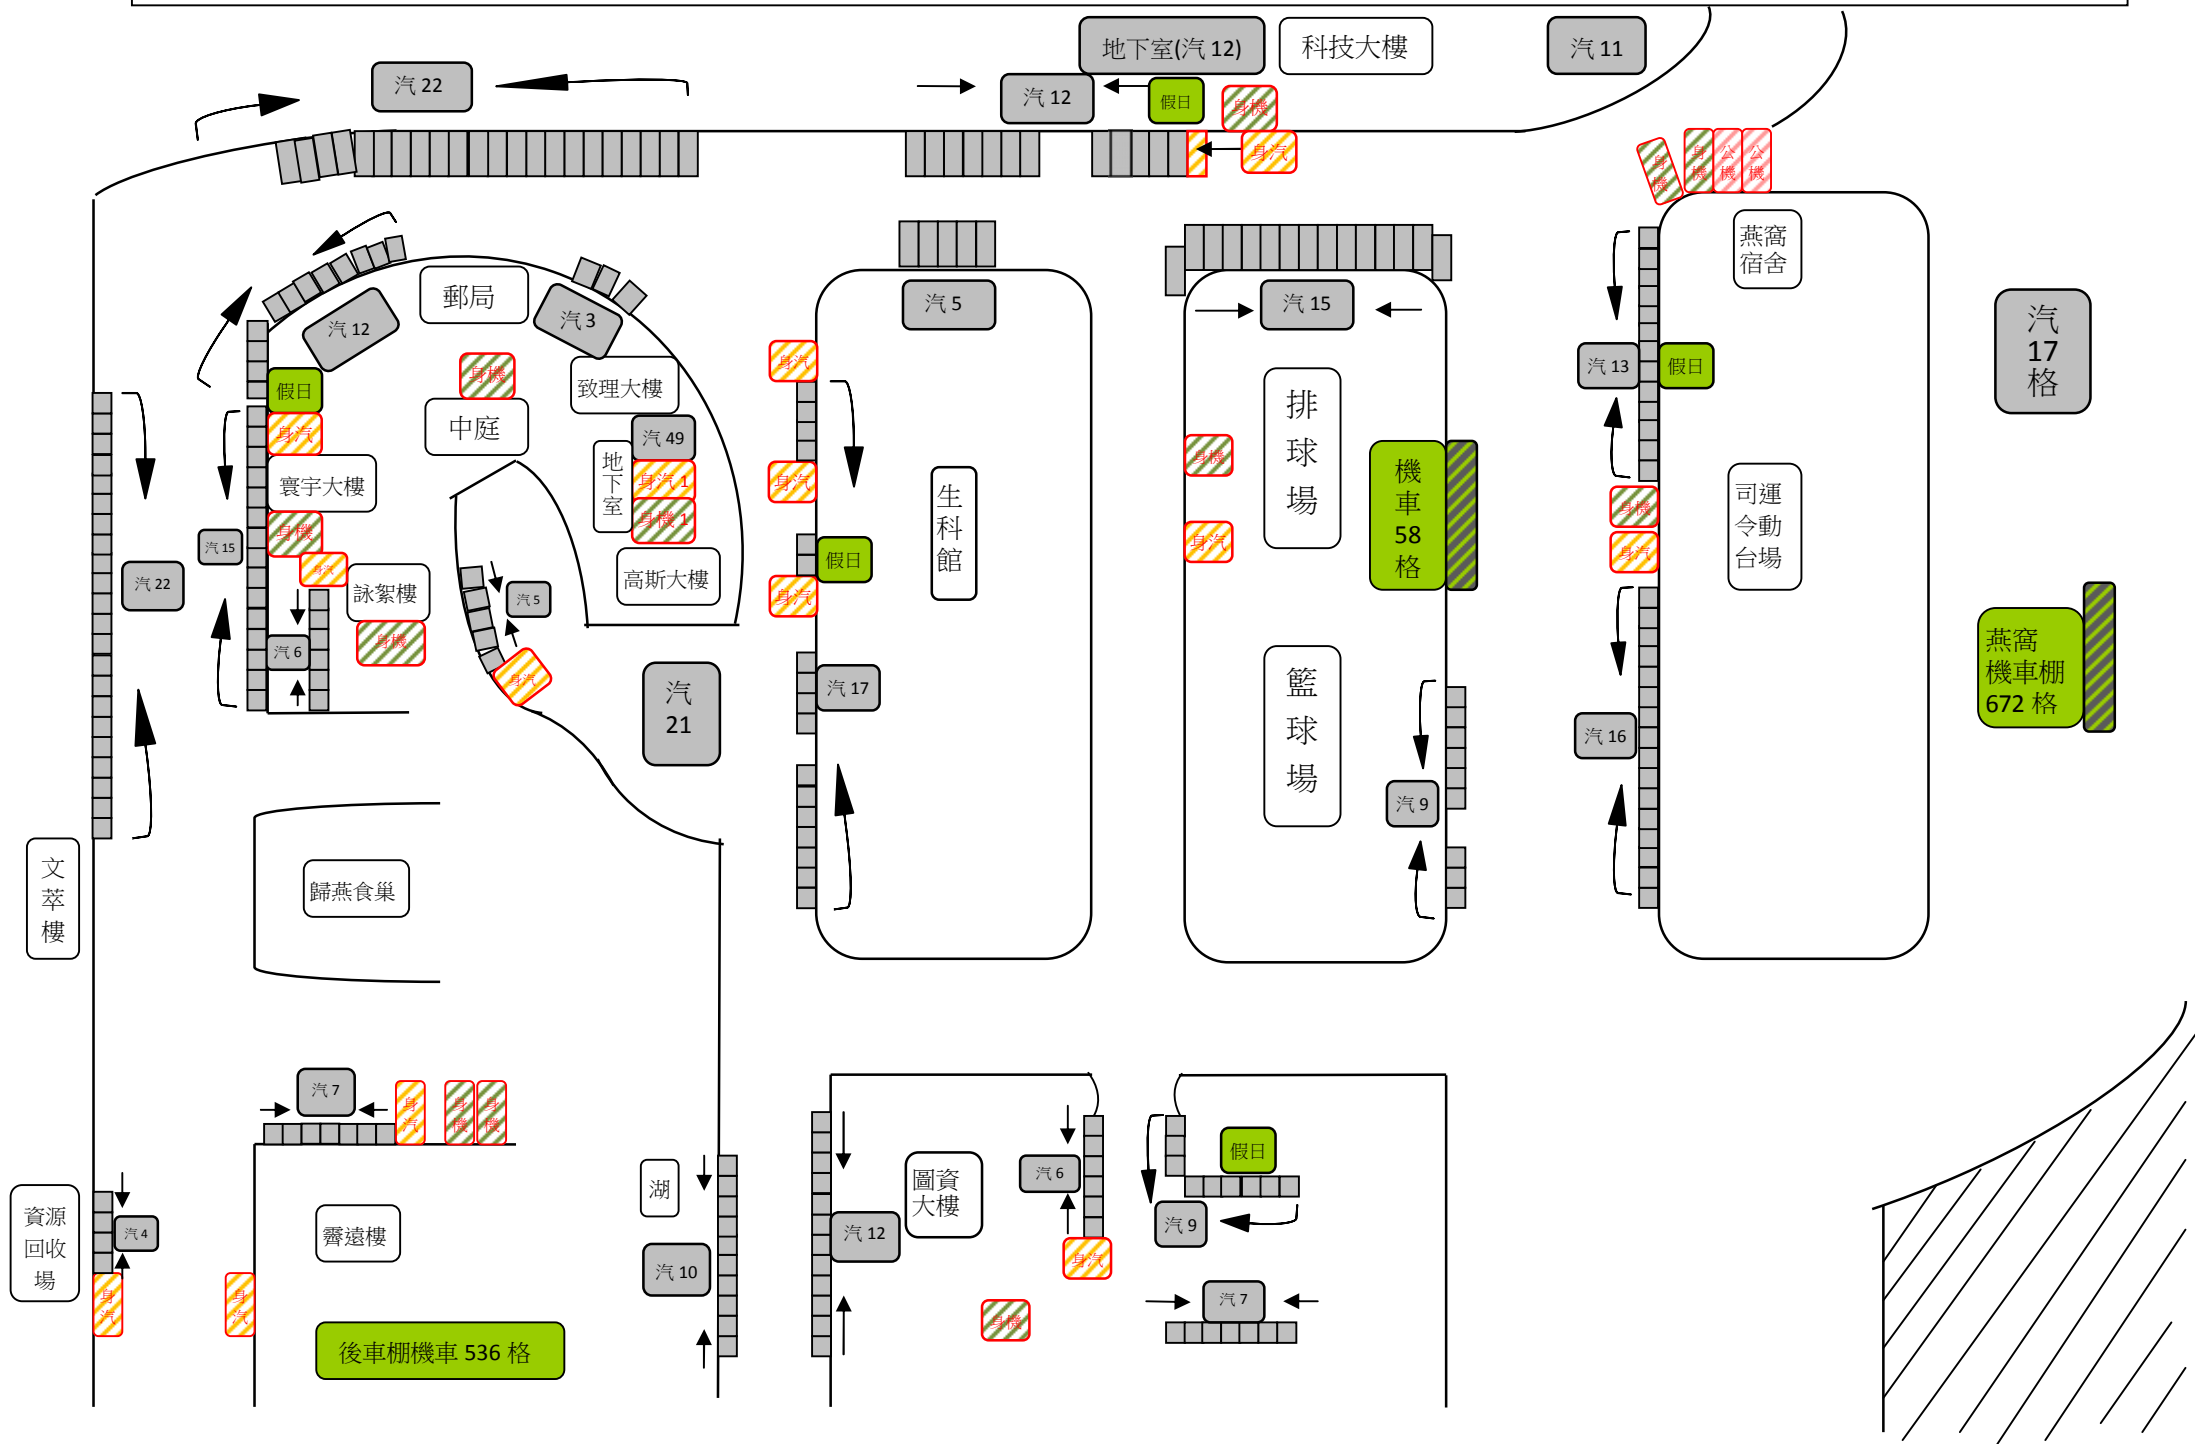 地下室(汽 12)
科技大樓
汽 11
汽 22
汽 12
假日
身機
身汽
身機
身機
公機
公機
燕窩
宿舍
郵局
汽 12
汽 3
汽 5
汽 15
汽
17
格
假日
身汽
身機
中庭
致理大樓
汽 49
身汽 1
身機 1
地下室
高斯大樓
身汽
身汽
假日
身汽
生科館
排球場
身機
身汽
機車
58
格
汽 13
假日
身機
身汽
司運
令動
台場
寰宇大樓
身機
身汽
汽 15
汽 22
詠絮樓
身機
汽 6
汽 5
身汽
汽
21
汽 17
籃球場
汽 9
汽 16
燕窩
機車棚
672 格
文萃樓
歸燕食巢
汽 7
身汽
身機
身機
資源
回收
場
汽 4
身汽
身汽
霽遠樓
後車棚機車 536 格
湖
汽 10
汽 12
圖資
大樓
汽 6
身汽
身機
假日
汽 9
汽 7